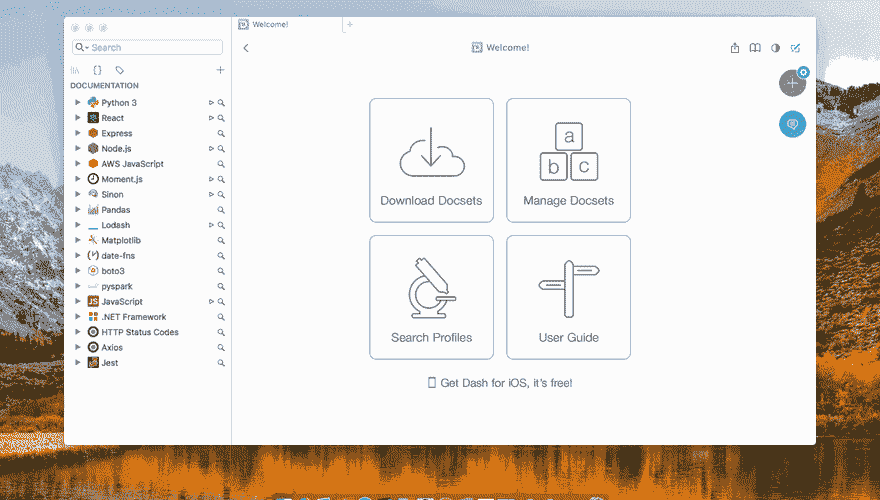 Welcome!
Search
Welcome!
DOCUMENTATION
Python 3
React
Express
Node.js
AWS JavaScript
Moment.js
Sinon
Pandas
Lodash
Matplotlib
date-fns
boto3
pyspark
JS JavaScript
.NET Framework
HTTP Status Codes
Axios
Jest
a
b c
Download Docsets
Manage Docsets
Search Profiles
User Guide
Get Dash for iOS, it's free!